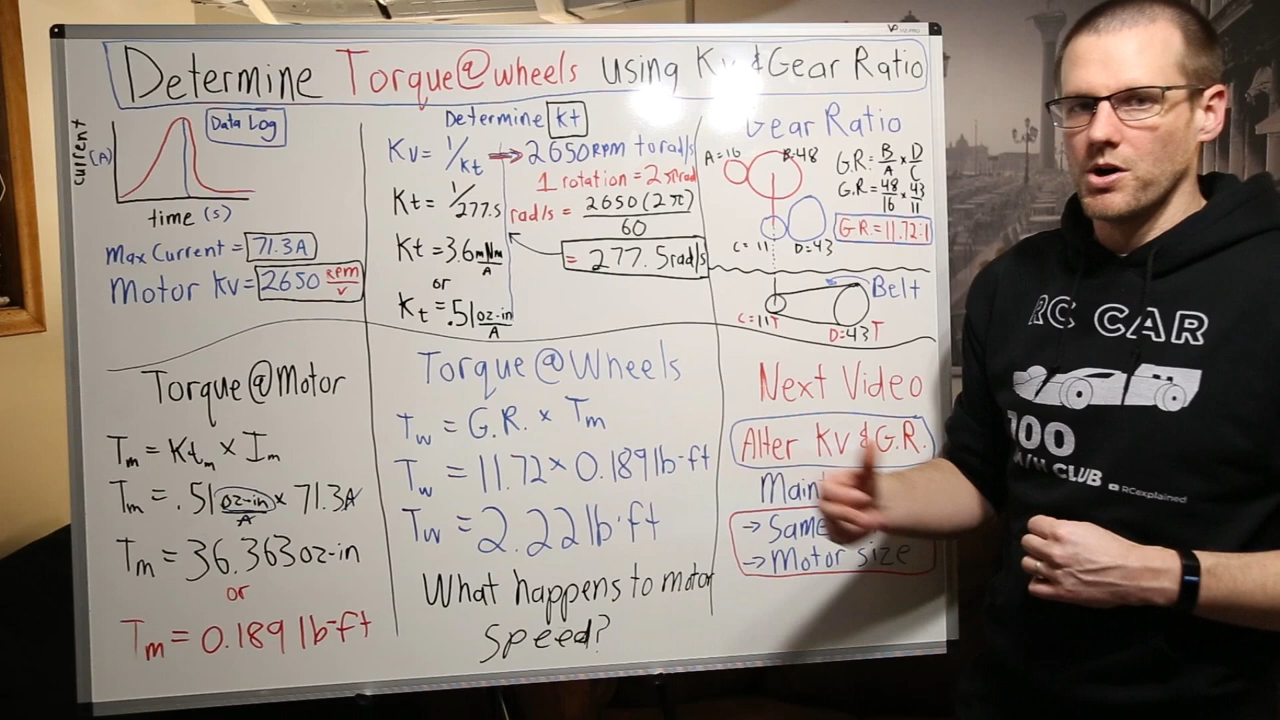 VP HZ PRO
Determine Torque@wheels using Kv & Gear Ratio
current (A)
Data Log
time (s)
Max Current = 71.3A
Motor Kv = 2650 RPM/V
Determine kt
Kv = 1/Kt ⇒ 2650 RPM to rad/s
1 rotation = 2π rad
Kt = 1/277.5
rad/s = 2650(2π)/60
= 277.5 rad/s
Kt = 3.6 mNm/A
or
Kt = .51 oz-in/A
Gear Ratio
A=16
B=48
C=11
D=43
G.R. = B/A × D/C
G.R. = 48/16 × 43/11
G.R. = 11.72:1
Belt
C=11T
D=43T
Torque@Motor
Tm = Ktm × Im
Tm = .51 oz-in/A × 71.3A
Tm = 36.363 oz-in
or
Tm = 0.189 lb-ft
Torque@Wheels
Tw = G.R. × Tm
Tw = 11.72 × 0.189 lb-ft
Tw = 2.22 lb·ft
What happens to motor
speed?
Next Video
Alter Kv & G.R.
→ Same
→ Motor size
RC CAR
100
CLUB
RCexplained